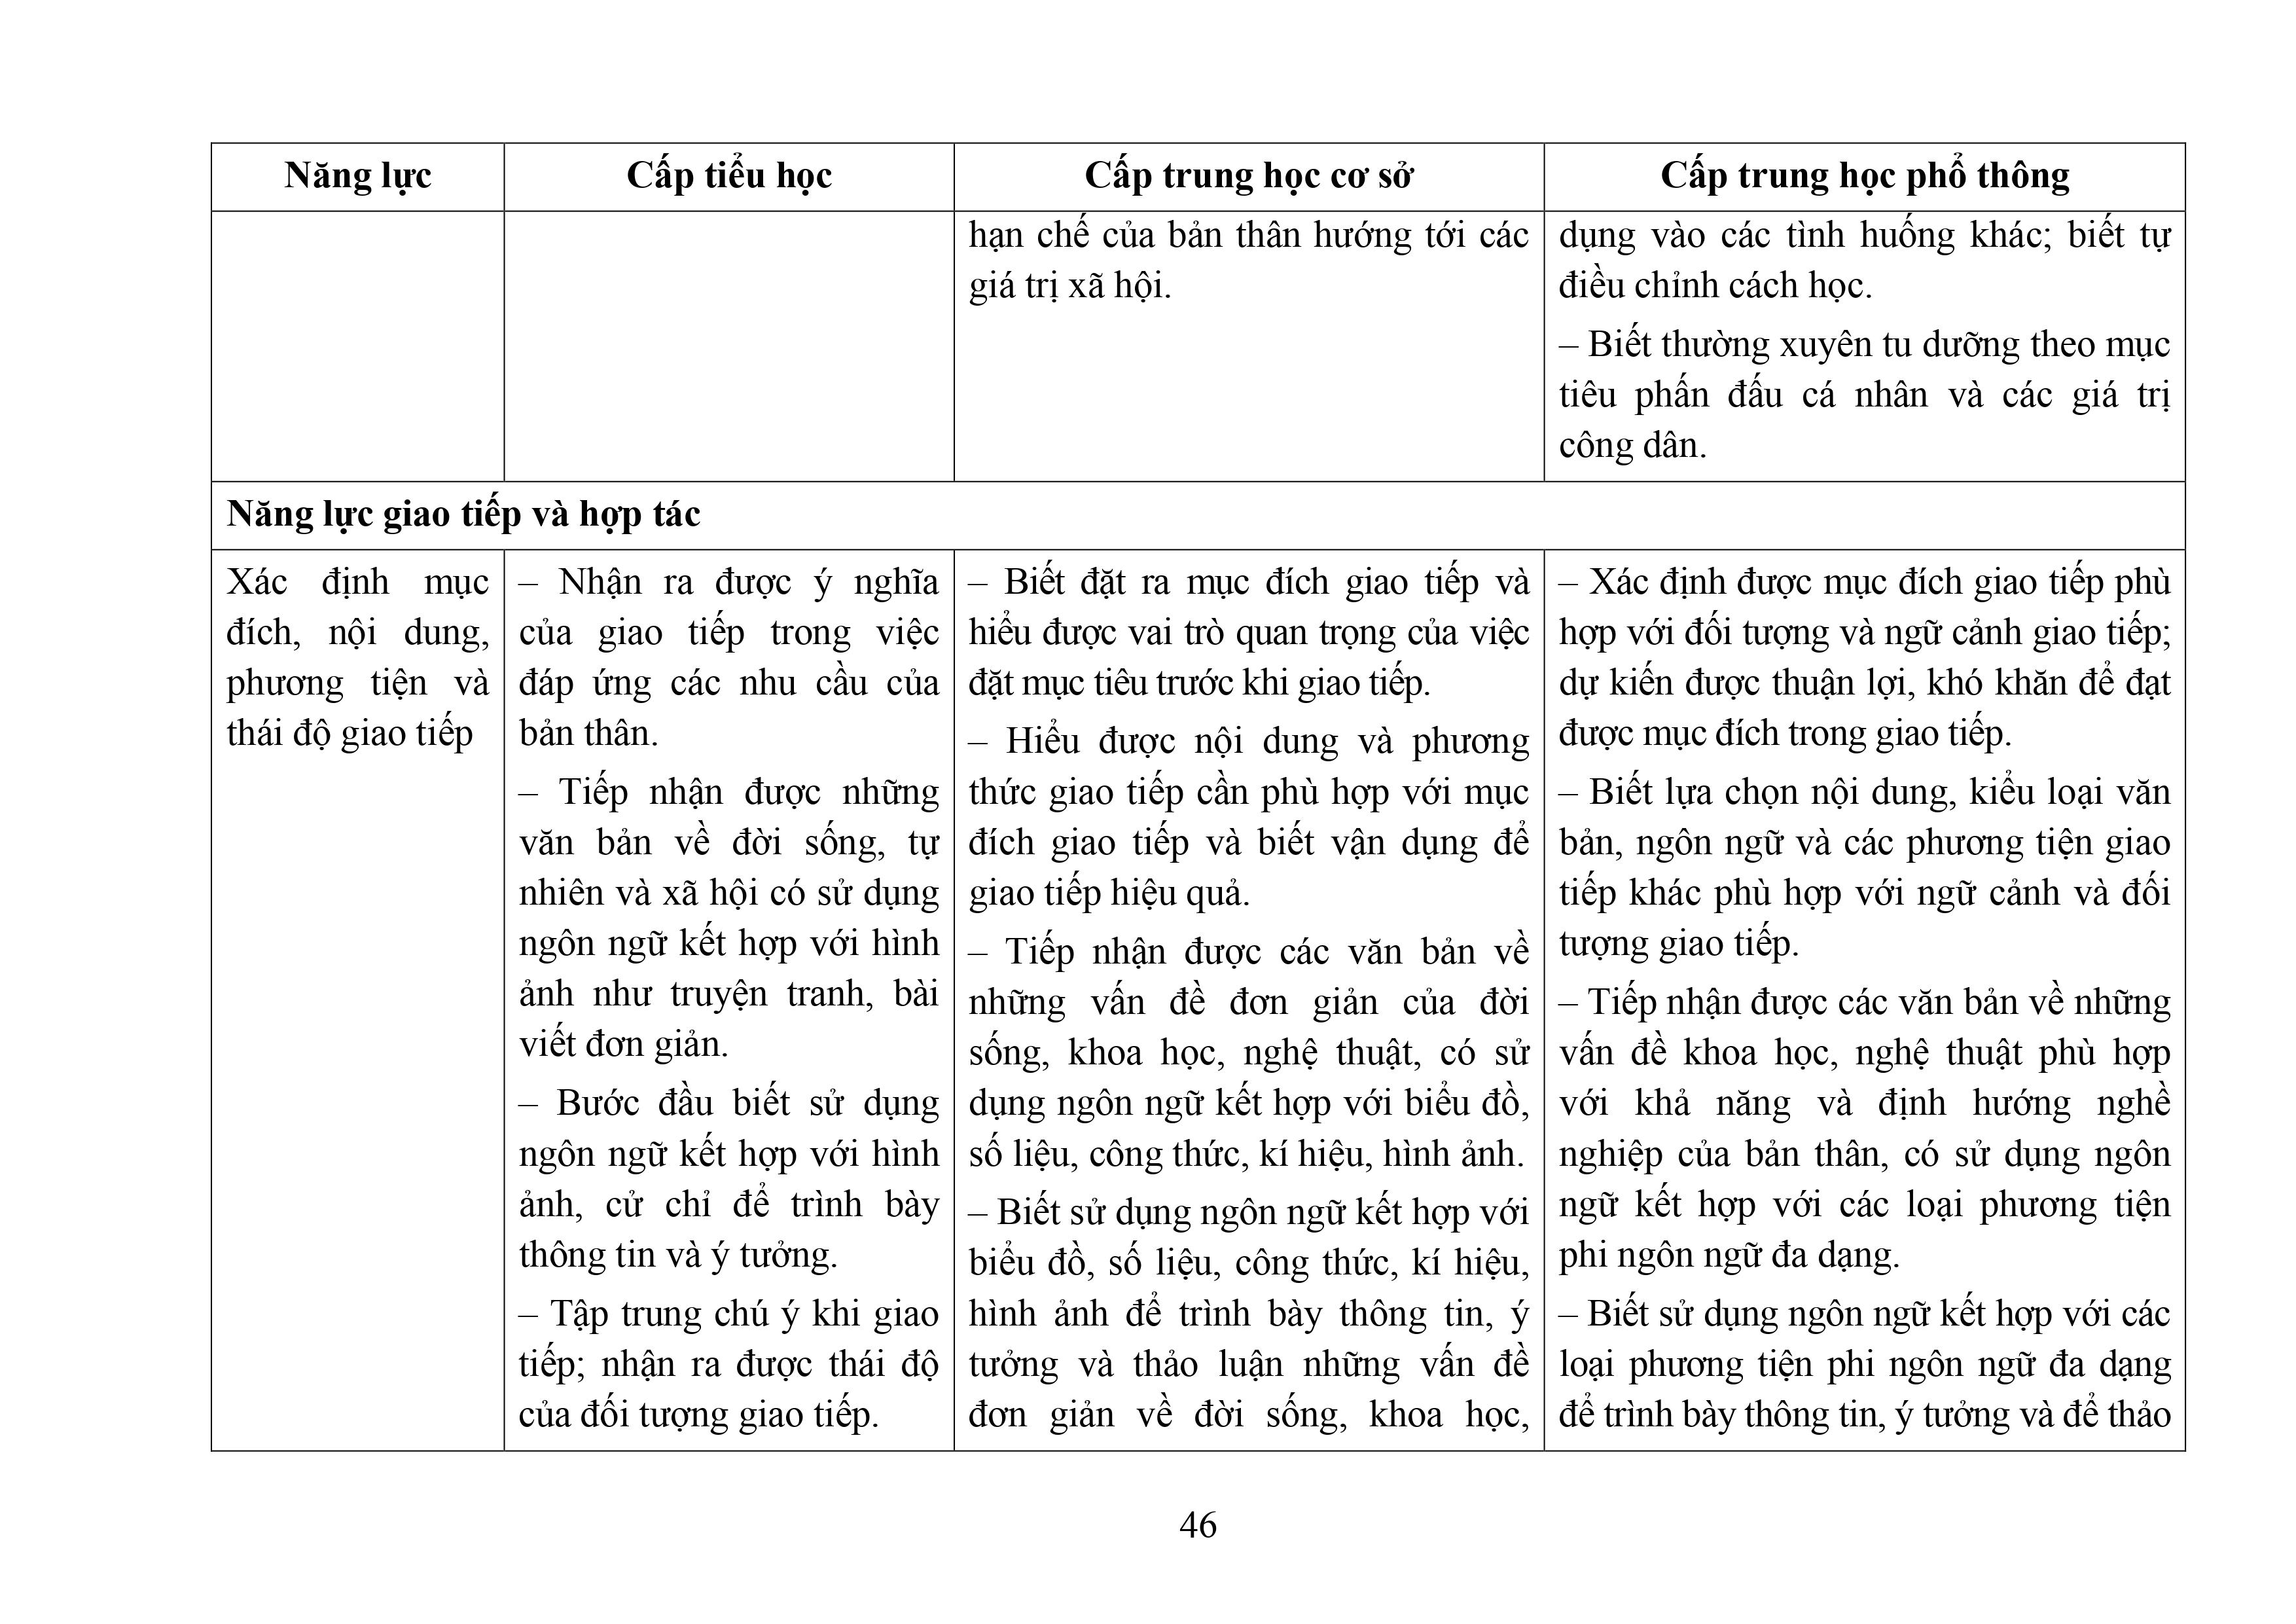 Năng lực
Cấp tiểu học
Cấp trung học cơ sở
Cấp trung học phổ thông
hạn chế của bản thân hướng tới các
giá trị xã hội.
dụng vào các tình huống khác; biết tự
điều chỉnh cách học.
– Biết thường xuyên tu dưỡng theo mục
tiêu phấn đấu cá nhân và các giá trị
công dân.
Năng lực giao tiếp và hợp tác
Xác định mục
đích, nội dung,
phương tiện và
thái độ giao tiếp
– Nhận ra được ý nghĩa
của giao tiếp trong việc
đáp ứng các nhu cầu của
bản thân.
– Tiếp nhận được những
văn bản về đời sống, tự
nhiên và xã hội có sử dụng
ngôn ngữ kết hợp với hình
ảnh như truyện tranh, bài
viết đơn giản.
– Bước đầu biết sử dụng
ngôn ngữ kết hợp với hình
ảnh, cử chỉ để trình bày
thông tin và ý tưởng.
– Tập trung chú ý khi giao
tiếp; nhận ra được thái độ
của đối tượng giao tiếp.
– Biết đặt ra mục đích giao tiếp và
hiểu được vai trò quan trọng của việc
đặt mục tiêu trước khi giao tiếp.
– Hiểu được nội dung và phương
thức giao tiếp cần phù hợp với mục
đích giao tiếp và biết vận dụng để
giao tiếp hiệu quả.
– Tiếp nhận được các văn bản về
những vấn đề đơn giản của đời
sống, khoa học, nghệ thuật, có sử
dụng ngôn ngữ kết hợp với biểu đồ,
số liệu, công thức, kí hiệu, hình ảnh.
– Biết sử dụng ngôn ngữ kết hợp với
biểu đồ, số liệu, công thức, kí hiệu,
hình ảnh để trình bày thông tin, ý
tưởng và thảo luận những vấn đề
đơn giản về đời sống, khoa học,
– Xác định được mục đích giao tiếp phù
hợp với đối tượng và ngữ cảnh giao tiếp;
dự kiến được thuận lợi, khó khăn để đạt
được mục đích trong giao tiếp.
– Biết lựa chọn nội dung, kiểu loại văn
bản, ngôn ngữ và các phương tiện giao
tiếp khác phù hợp với ngữ cảnh và đối
tượng giao tiếp.
– Tiếp nhận được các văn bản về những
vấn đề khoa học, nghệ thuật phù hợp
với khả năng và định hướng nghề
nghiệp của bản thân, có sử dụng ngôn
ngữ kết hợp với các loại phương tiện
phi ngôn ngữ đa dạng.
– Biết sử dụng ngôn ngữ kết hợp với các
loại phương tiện phi ngôn ngữ đa dạng
để trình bày thông tin, ý tưởng và để thảo
46